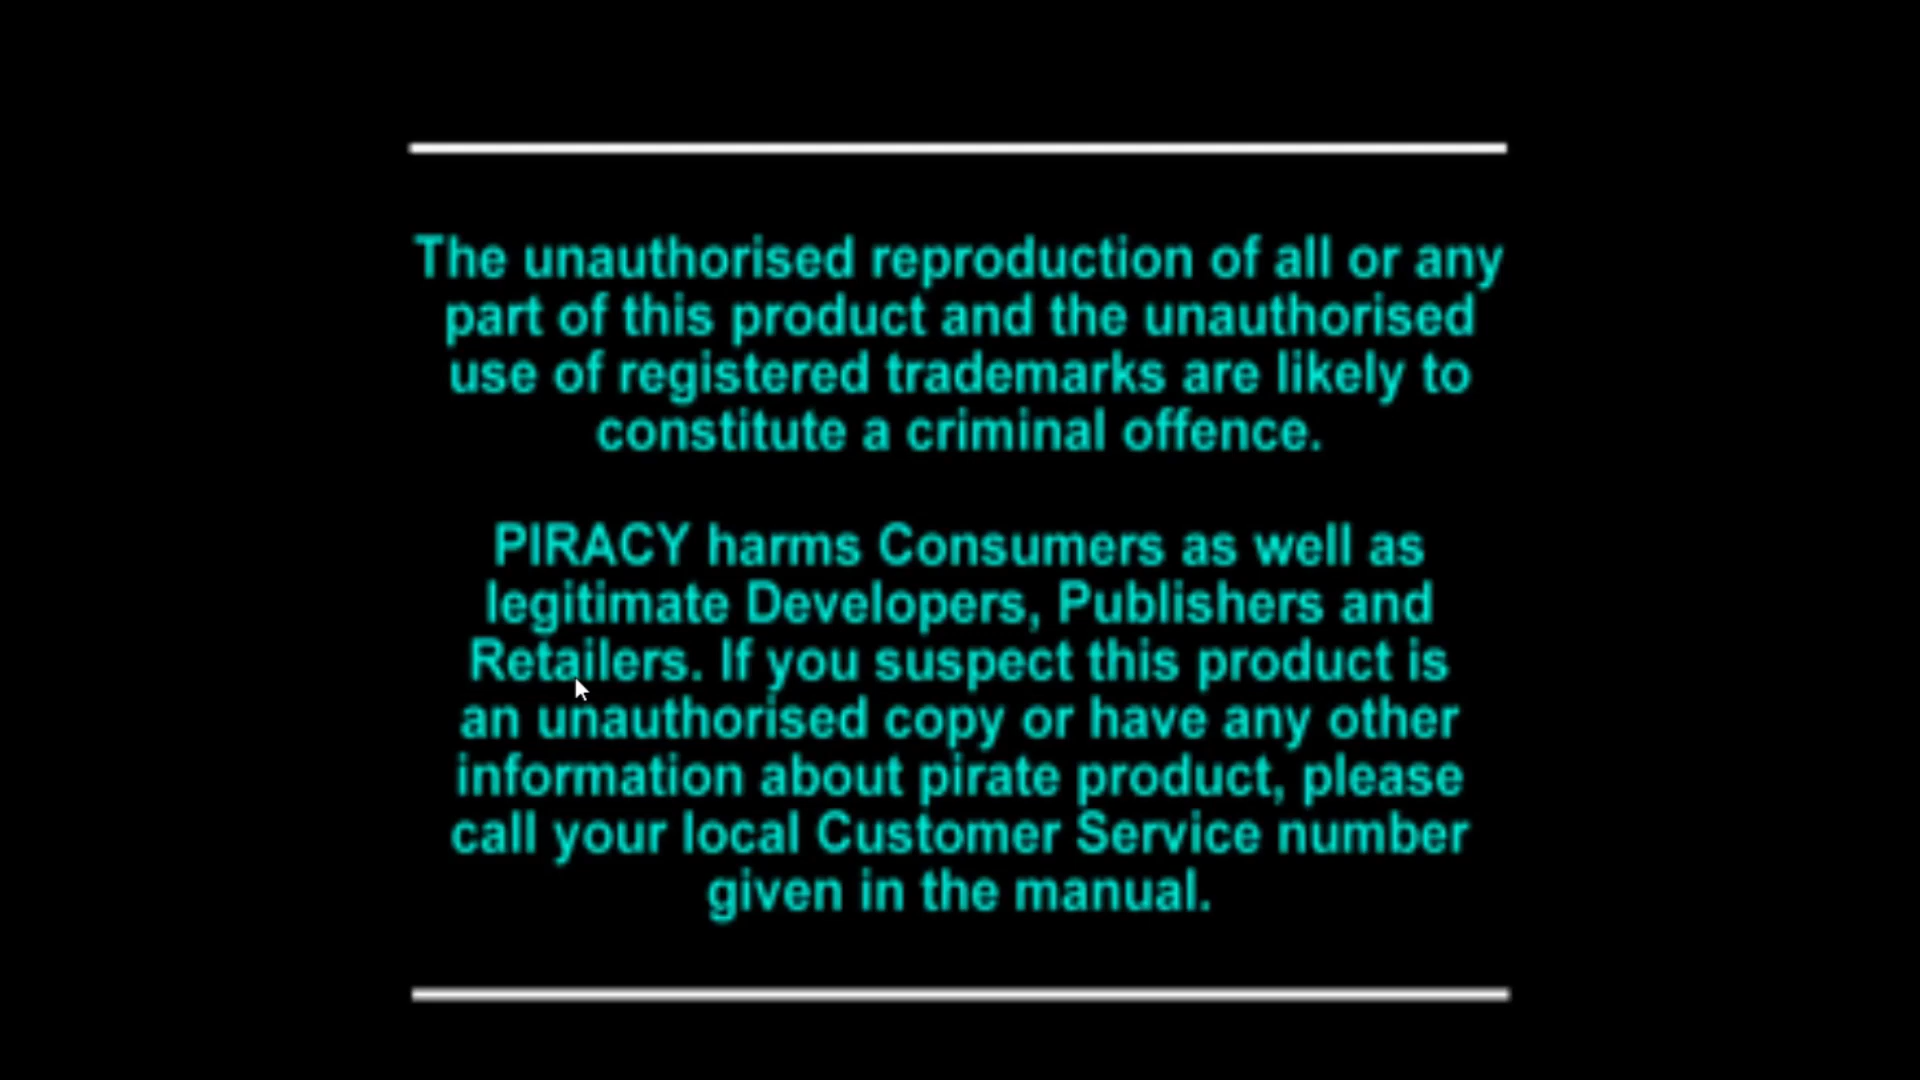 The unauthorised reproduction of all or any
part of this product and the unauthorised
use of registered trademarks are likely to
constitute a criminal offence.
PIRACY harms Consumers as well as
legitimate Developers, Publishers and
Retailers. If you suspect this product is
an unauthorised copy or have any other
information about pirate product, please
call your local Customer Service number
given in the manual.